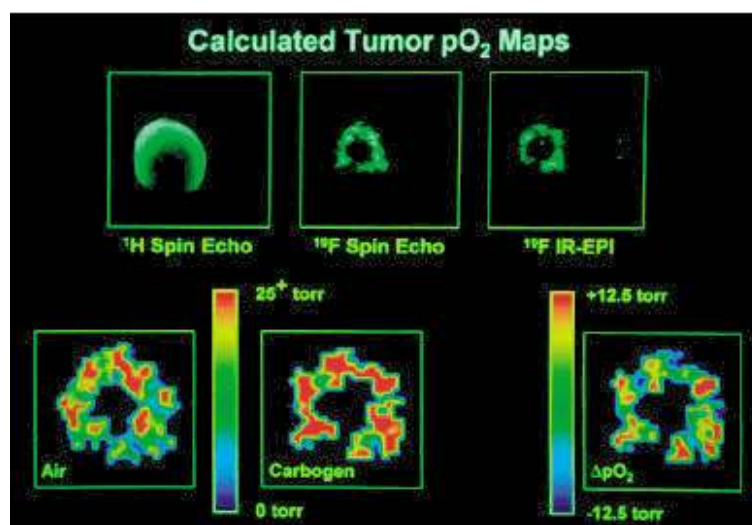 Calculated Tumor pO₂ Maps
¹H Spin Echo
¹⁹F Spin Echo
¹⁹F IR-EPI
25⁺ torr
+12.5 torr
Air
Carbogen
ΔpO₂
0 torr
-12.5 torr